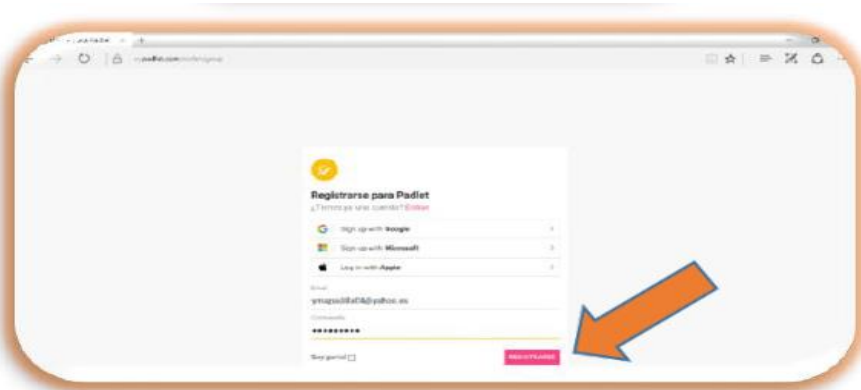 Registrarse para Padlet
¿Tienes ya una cuenta? Entrar
Sign up with Google
Sign up with Microsoft
Log in with Apple
Email
Contraseña
•••••••••
REGISTRARSE